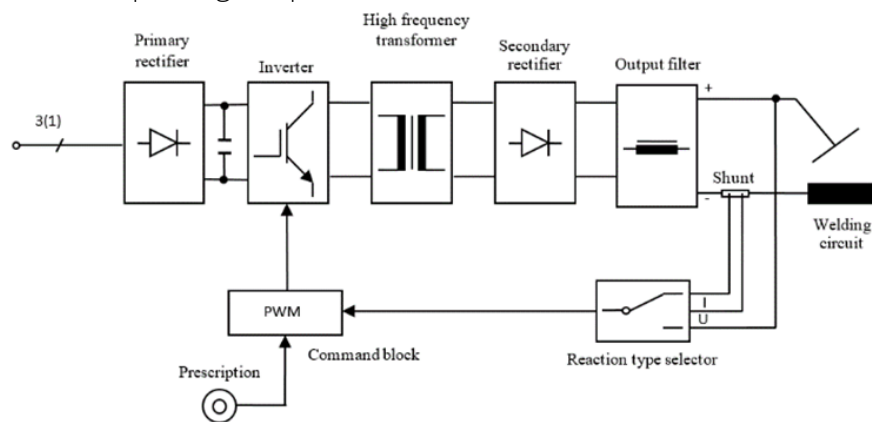 High frequency
transformer
Primary
rectifier
Inverter
Secondary
rectifier
Output filter
3(1)
+
Shunt
-
Welding
circuit
I
U
PWM
Reaction type selector
Command block
Prescription